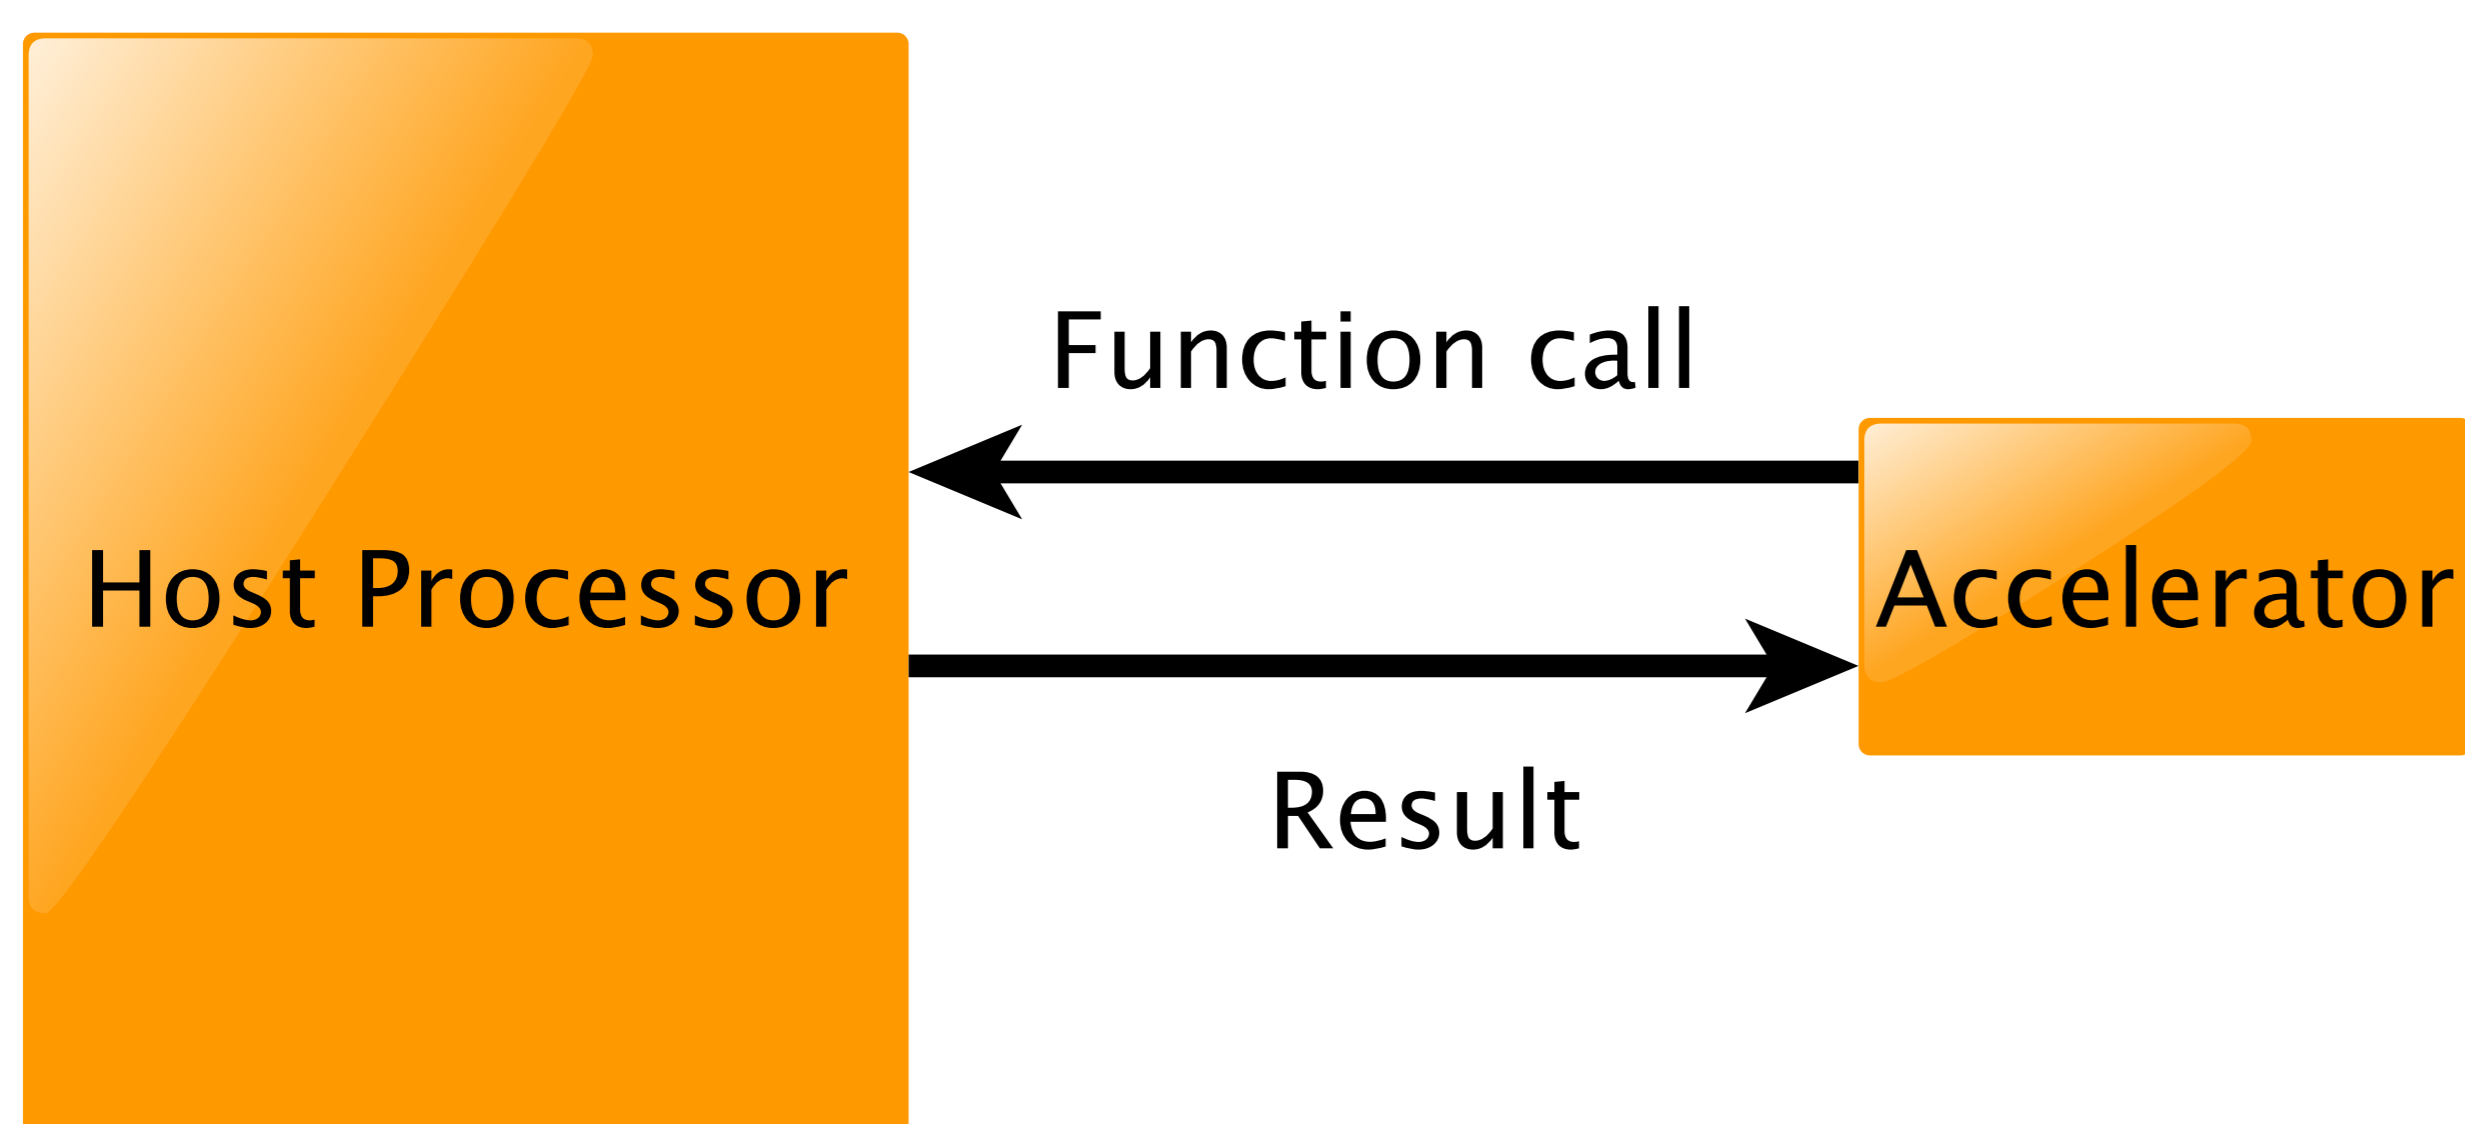 Function call
Host Processor
Accelerator
Result